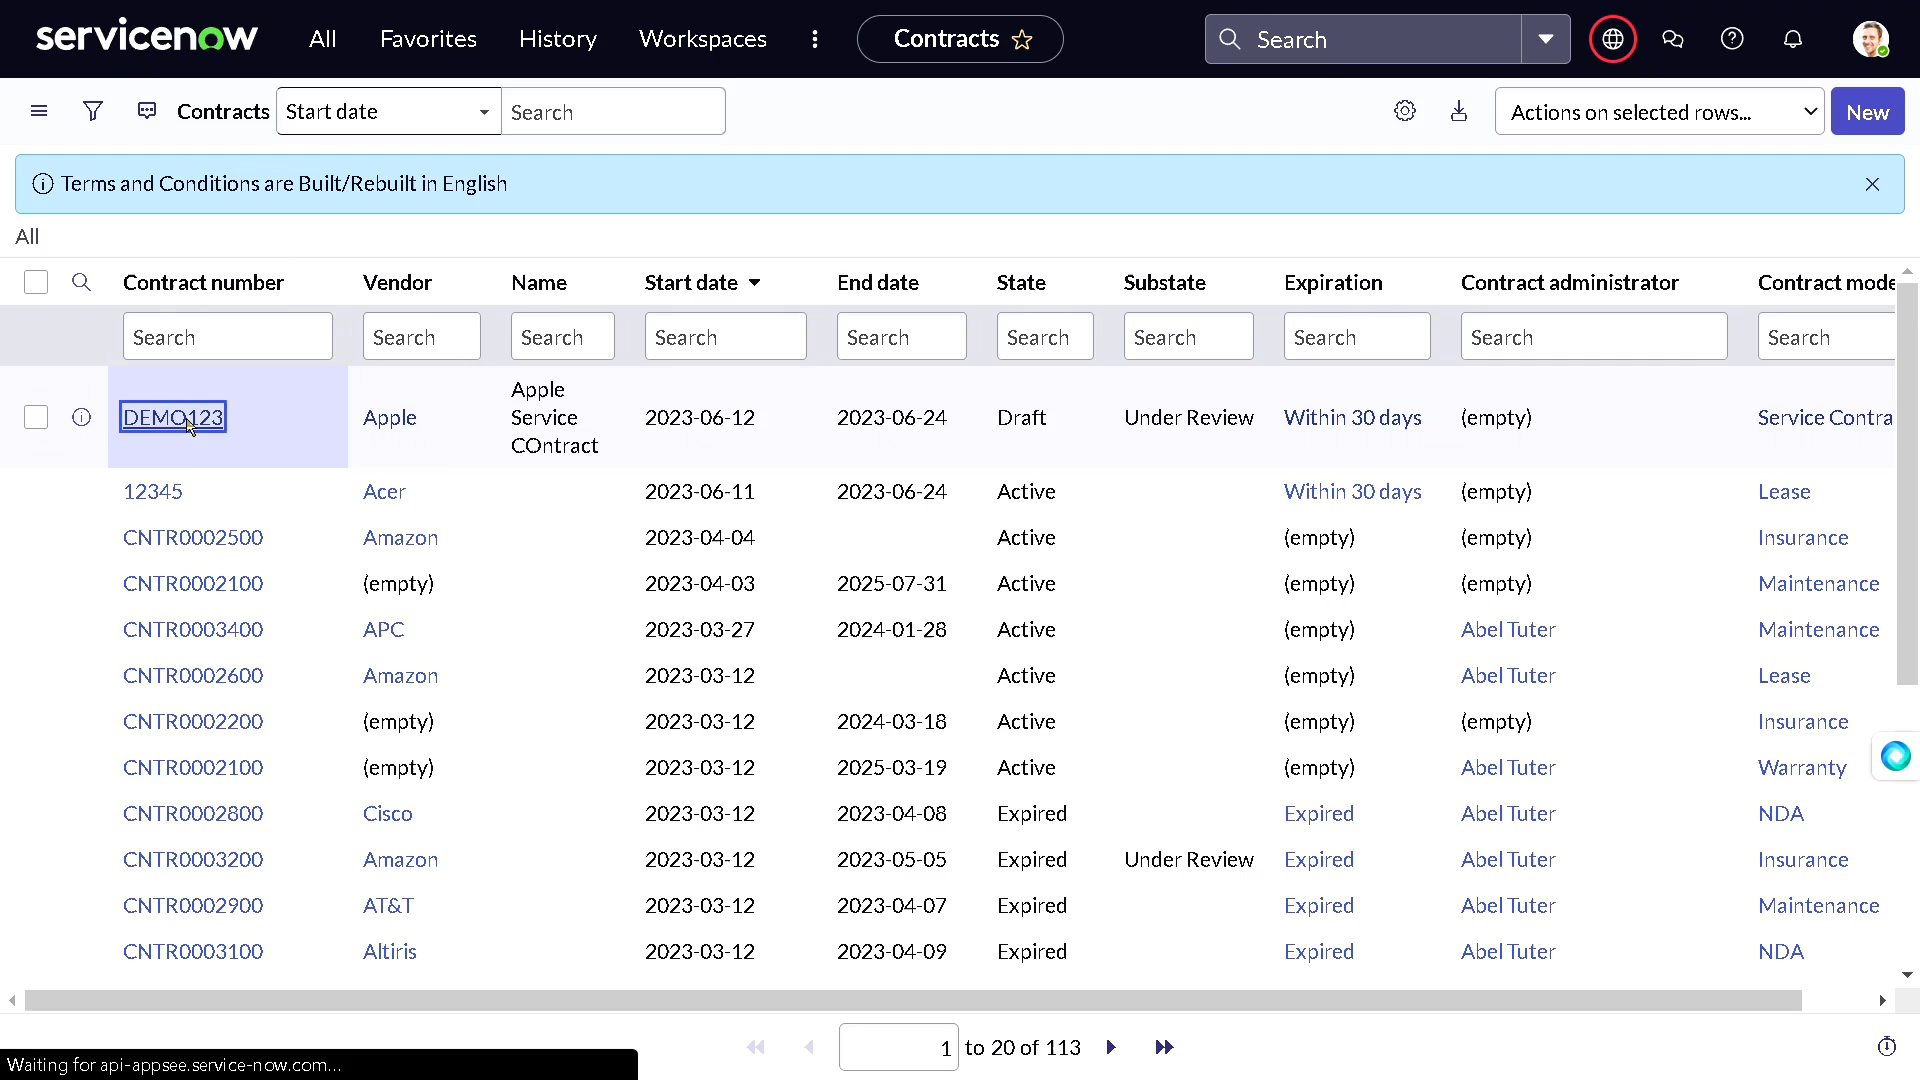 servicenow All Favorites History Workspaces Contracts Search
Contracts Start date Search Actions on selected rows... New
Terms and Conditions are Built/Rebuilt in English
All
Contract number Vendor Name Start date End date State Substate Expiration Contract administrator Contract mode
Search Search Search Search Search Search Search Search Search Search
DEMO123 Apple Apple Service COntract 2023-06-12 2023-06-24 Draft Under Review Within 30 days (empty) Service Contra
12345 Acer 2023-06-11 2023-06-24 Active Within 30 days (empty) Lease
CNTR0002500 Amazon 2023-04-04 Active (empty) (empty) Insurance
CNTR0002100 (empty) 2023-04-03 2025-07-31 Active (empty) (empty) Maintenance
CNTR0003400 APC 2023-03-27 2024-01-28 Active (empty) Abel Tuter Maintenance
CNTR0002600 Amazon 2023-03-12 Active (empty) Abel Tuter Lease
CNTR0002200 (empty) 2023-03-12 2024-03-18 Active (empty) (empty) Insurance
CNTR0002100 (empty) 2023-03-12 2025-03-19 Active (empty) Abel Tuter Warranty
CNTR0002800 Cisco 2023-03-12 2023-04-08 Expired Expired Abel Tuter NDA
CNTR0003200 Amazon 2023-03-12 2023-05-05 Expired Under Review Expired Abel Tuter Insurance
CNTR0002900 AT&T 2023-03-12 2023-04-07 Expired Expired Abel Tuter Maintenance
CNTR0003100 Altiris 2023-03-12 2023-04-09 Expired Expired Abel Tuter NDA
1 to 20 of 113
Waiting for api-appsee.service-now.com...